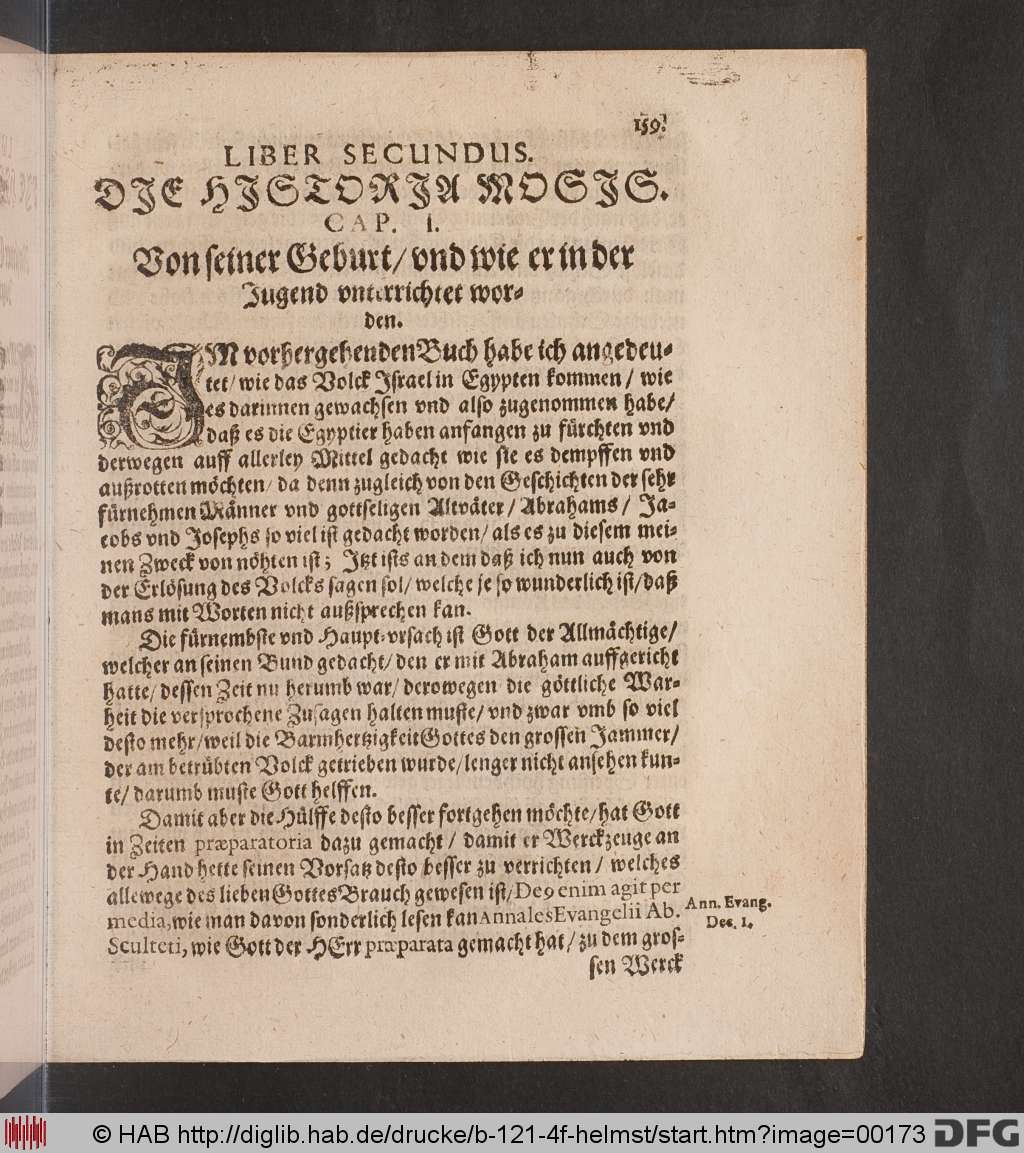 159.
LIBER SECUNDUS.
DJE HJSTORJA MOSJS.
CAP. I.
Von seiner Geburt/ vnd wie er in der
Jugend vnterrichtet wor-
den.
JM vorhergehenden Buch habe ich angedeu-
tet/ wie das Volck Jsrael in Egypten kommen / wie
es darinnen gewachsen vnd also zugenommen habe/
daß es die Egyptier haben anfangen zu fürchten vnd
derwegen auff allerley Mittel gedacht wie sie es dempffen vnd
außrotten möchten/ da denn zugleich von den Geschichten der sehr
fürnehmen Männer vnd gottseligen Altväter / Abrahams / Ja-
cobs vnd Josephs so viel ist gedacht worden/ als es zu diesem mei-
nen Zweck von nöhten ist; Jtzt ists an dem daß ich nun auch von
der Erlösung des Volcks sagen sol/ welche je so wunderlich ist/ daß
mans mit Worten nicht außsprechen kan.
Die fürnembste vnd Haupt-vrsach ist Gott der Allmächtige/
welcher an seinen Bund gedacht/ den er mit Abraham auffgericht
hatte/ dessen Zeit nu herumb war/ derowegen die göttliche War-
heit die versprochene Zusagen halten muste/ vnd zwar vmb so viel
desto mehr/ weil die Barmhertzigkeit Gottes den grossen Jammer/
der am betrübten Volck getrieben wurde/ lenger nicht ansehen kun-
te/ darumb muste Gott helffen.
Damit aber die Hülffe desto besser fortgehen möchte/ hat Gott
in Zeiten præparatoria dazu gemacht / damit er Werckzeuge an
der Hand hette seinen Vorsatz desto besser zu verrichten / welches
allewege des lieben Gottes Brauch gewesen ist/ Deꝰ enim agit per
media, wie man davon sonderlich lesen kan Annales Evangelii Ab.
Sculteti, wie Gott der HErr præparata gemacht hat / zu dem gros-
sen Werck
Ann. Evang.
Dec. 1.
© HAB http://diglib.hab.de/drucke/b-121-4f-helmst/start.htm?image=00173
DFG